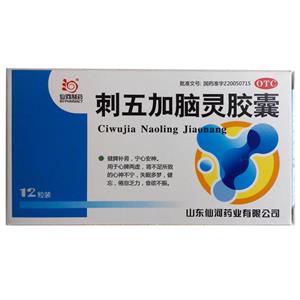 仙河制药
批准文号: 国药准字Z20050715
OTC
刺五加脑灵胶囊
Ciwujia Naoling Jiaonang
健脾补肾, 宁心安神。
用于心脾两虚, 肾不足所致
的心神不宁, 失眠多梦, 健
忘, 倦怠乏力, 食欲不振。
12粒装
山东仙河药业有限公司